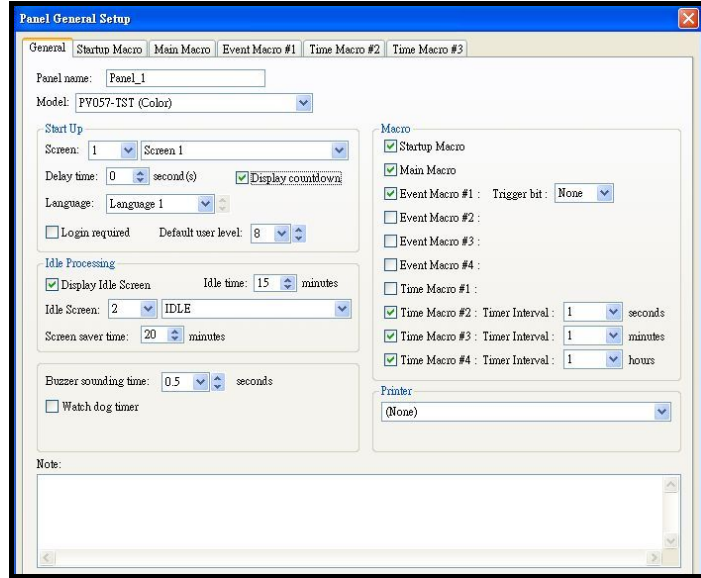 Panel General Setup
General Startup Macro Main Macro Event Macro #1 Time Macro #2 Time Macro #3
Panel name: Panel_1
Model: PV057-TST (Color)
Start Up
Screen: 1 Screen 1
Delay time: 0 second(s) Display countdown
Language: Language 1
Login required Default user level: 8
Idle Processing
Display Idle Screen Idle time: 15 minutes
Idle Screen: 2 IDLE
Screen saver time: 20 minutes
Buzzer sounding time: 0.5 seconds
Watch dog timer
Macro
Startup Macro
Main Macro
Event Macro #1 : Trigger bit : None
Event Macro #2 :
Event Macro #3 :
Event Macro #4 :
Time Macro #1 :
Time Macro #2 : Timer Interval : 1 seconds
Time Macro #3 : Timer Interval : 1 minutes
Time Macro #4 : Timer Interval : 1 hours
Printer
(None)
Note: